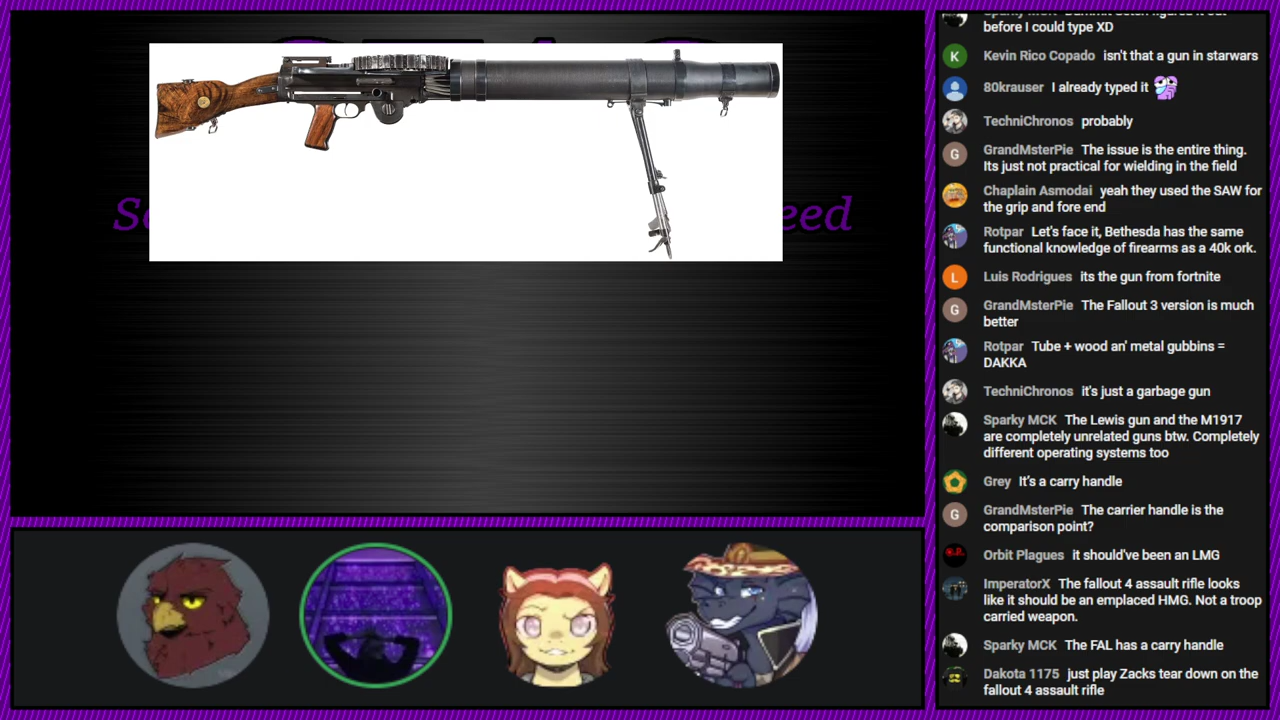 before I could type XD
Kevin Rico Copado isn't that a gun in starwars
80krauser I already typed it
TechniChronos probably
GrandMsterPie The issue is the entire thing.
Its just not practical for wielding in the field
Chaplain Asmodai yeah they used the SAW for
the grip and fore end
Rotpar Let's face it, Bethesda has the same
functional knowledge of firearms as a 40k ork.
Luis Rodrigues its the gun from fortnite
GrandMsterPie The Fallout 3 version is much
better
Rotpar Tube + wood an' metal gubbins =
DAKKA
TechniChronos it's just a garbage gun
Sparky MCK The Lewis gun and the M1917
are completely unrelated guns btw. Completely
different operating systems too
Grey It's a carry handle
GrandMsterPie The carrier handle is the
comparison point?
Orbit Plagues it should've been an LMG
ImperatorX The fallout 4 assault rifle looks
like it should be an emplaced HMG. Not a troop
carried weapon.
Sparky MCK The FAL has a carry handle
Dakota 1175 just play Zacks tear down on the
fallout 4 assault rifle